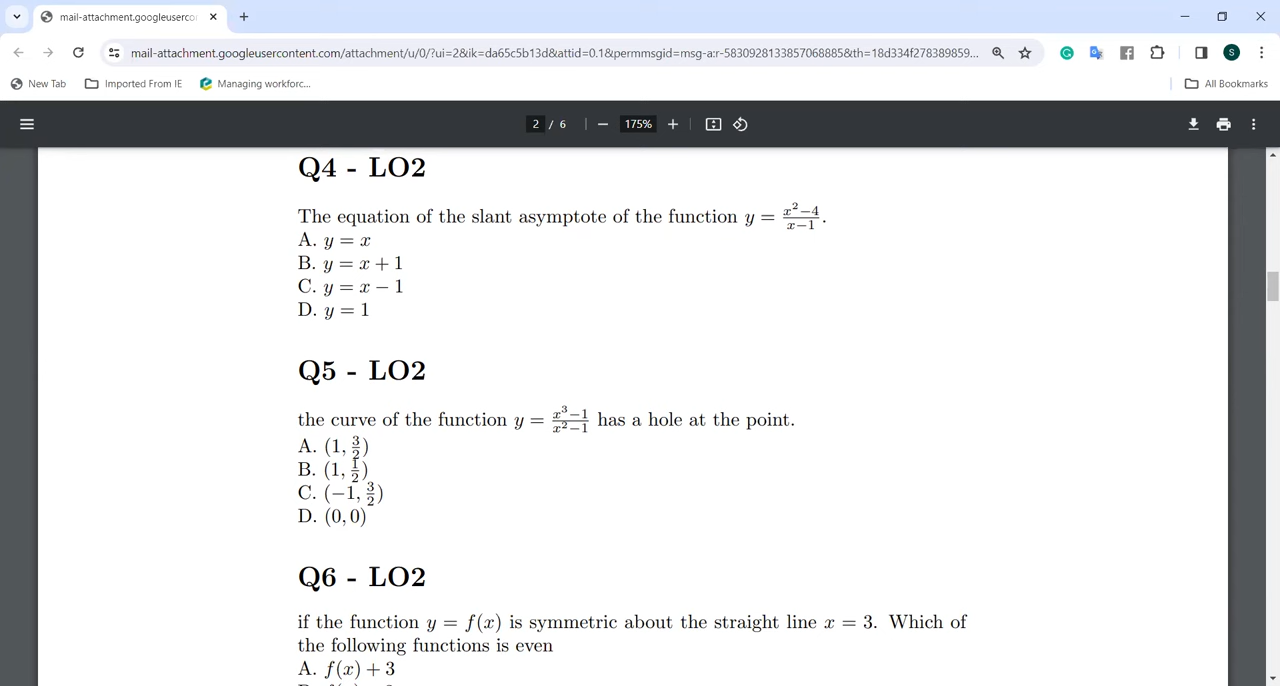 mail-attachment.googleuserco
mail-attachment.googleusercontent.com/attachment/u/0/?ui=2&ik=da65c5b13d&attid=0.1&permmsgid=msg-a:r-5830928133857068885&th=18d334f278389859...
S
New Tab
Imported From IE
Managing workforc...
All Bookmarks
2 / 6
175%
Q4 - LO2
The equation of the slant asymptote of the function y = (x²−4)/(x−1).
A. y = x
B. y = x + 1
C. y = x − 1
D. y = 1
Q5 - LO2
the curve of the function y = (x³−1)/(x²−1) has a hole at the point.
A. (1, 3/2)
B. (1, 1/2)
C. (−1, 3/2)
D. (0, 0)
Q6 - LO2
if the function y = f(x) is symmetric about the straight line x = 3. Which of
the following functions is even
A. f(x) + 3